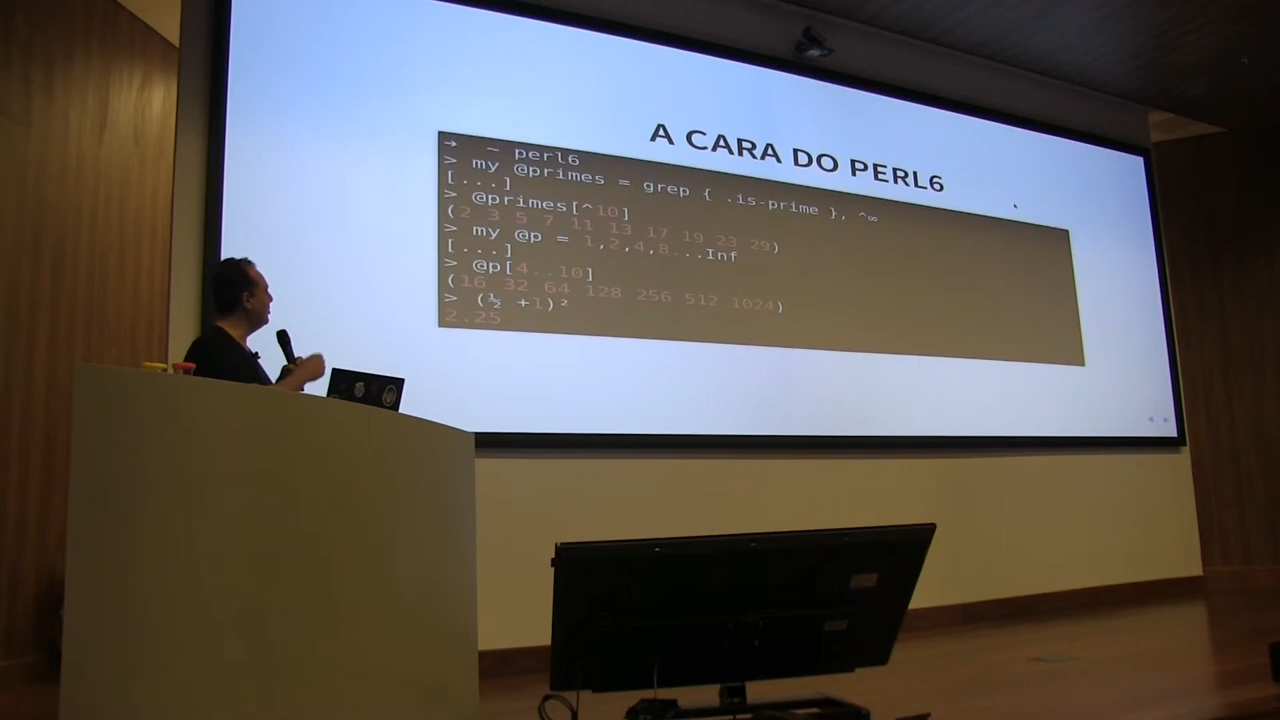 A CARA DO PERL6
→ ~ perl6
> my @primes = grep { .is-prime }, ^∞
[...]
> @primes[^10]
(2 3 5 7 11 13 17 19 23 29)
> my @p = 1,2,4,8...Inf
[...]
> @p[4..10]
(16 32 64 128 256 512 1024)
> (½ +1)²
2.25